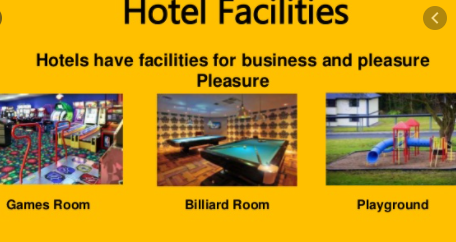 Hotel Facilities
Hotels have facilities for business and pleasure
Pleasure
Games Room
Billiard Room
Playground